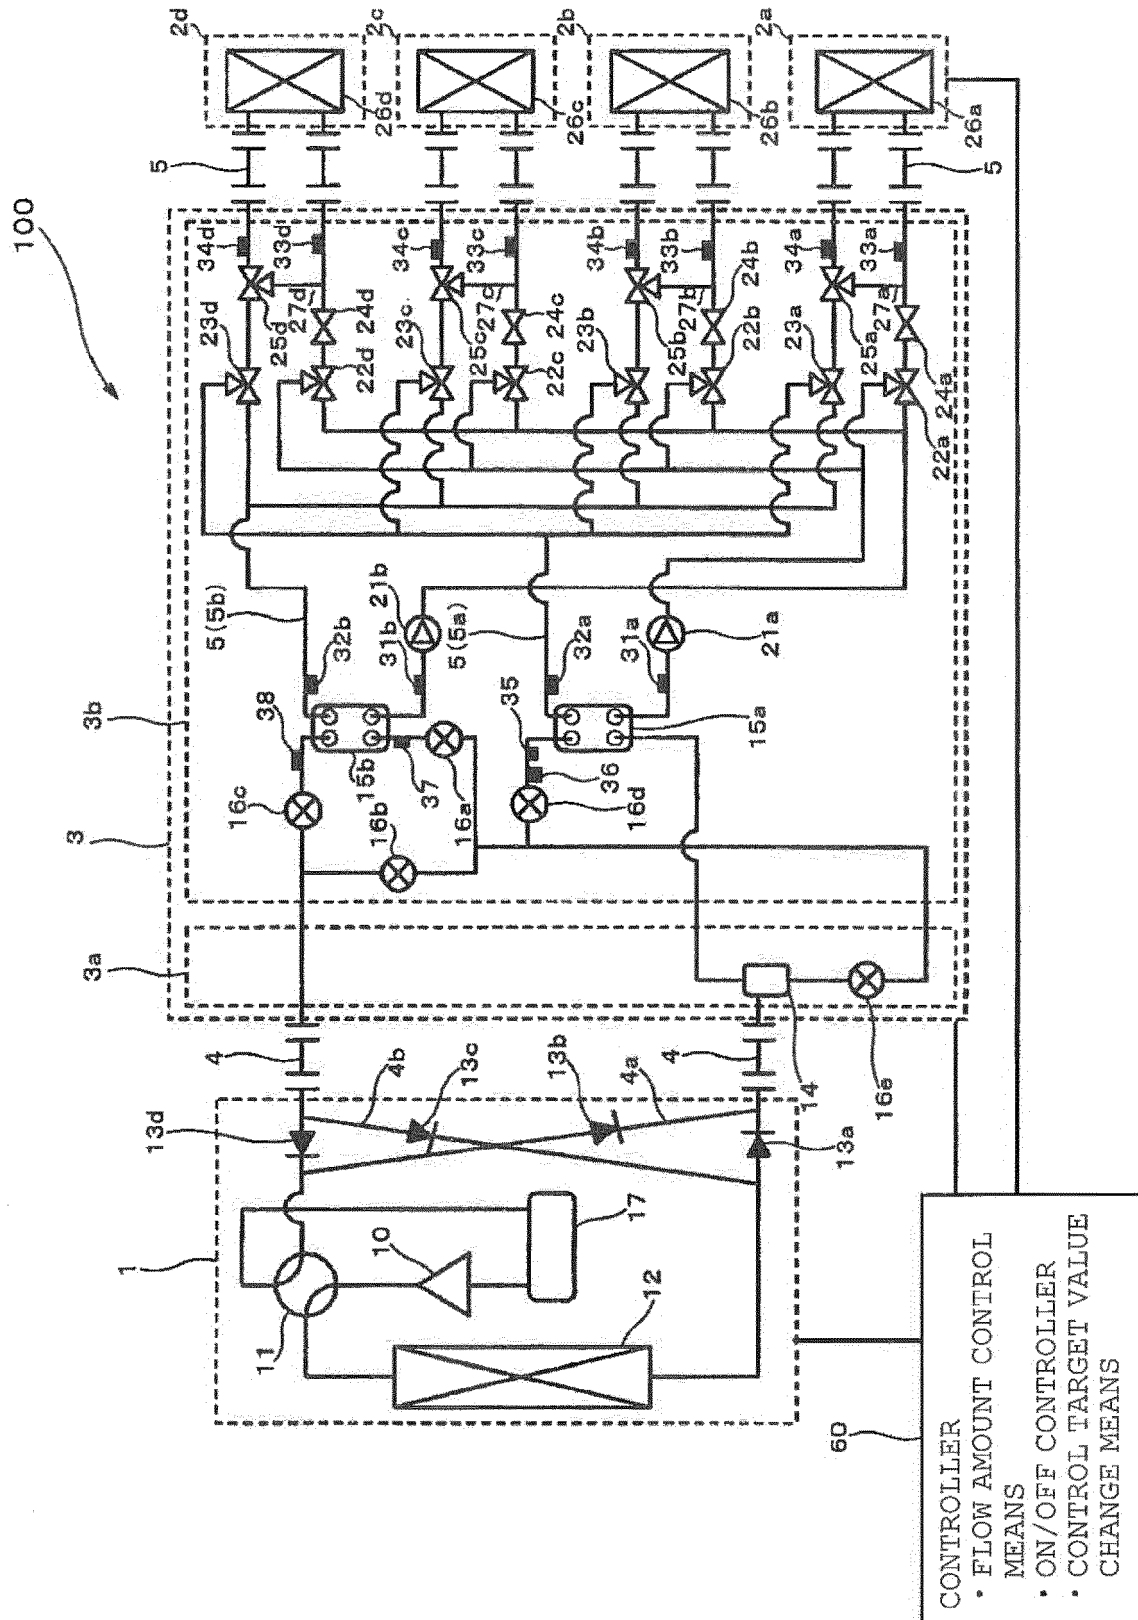 100
3
3a
1
3b
13d
5
2d
23d
34d
5(5b)
4
16c
11
38
25d
33d
27d
32b
15b
22d
24d
10
4b
16b
21b
31b
26d
2c
37
23c
34c
13c
16a
5(5a)
25c
33c
27c
35
22c
24c
13b
32a
26c
2b
36
23b
34b
17
16d
4a
31a
12
25b
33b
27b
4
22b
24b
15a
21a
26b
2a
14
23a
34a
60
13a
16e
25a
33a
27a
22a
24a
5
26a
CONTROLLER
· FLOW AMOUNT CONTROL
MEANS
· ON/OFF CONTROLLER
· CONTROL TARGET VALUE
CHANGE MEANS